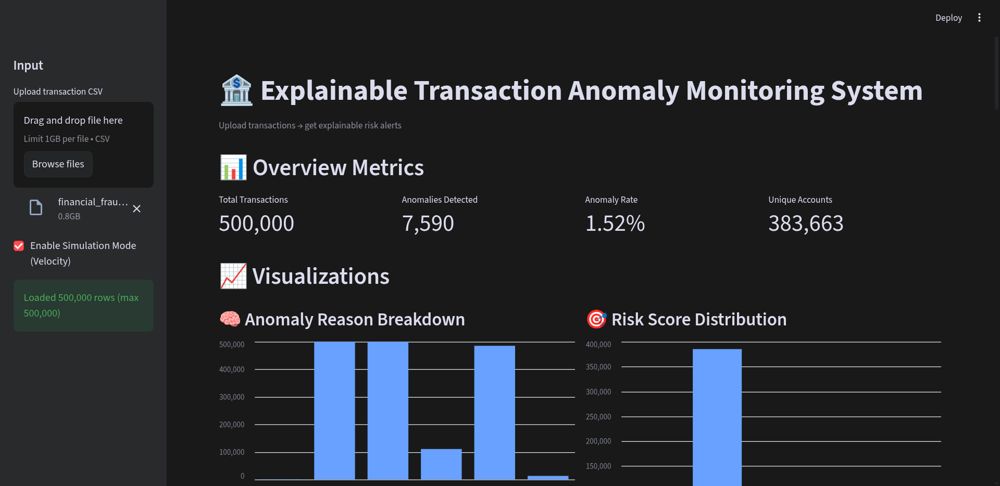 Deploy
Input
Upload transaction CSV
Drag and drop file here
Limit 1GB per file • CSV
Browse files
financial_frau...
0.8GB
Enable Simulation Mode
(Velocity)
Loaded 500,000 rows (max
500,000)
Explainable Transaction Anomaly Monitoring System
Upload transactions → get explainable risk alerts
Overview Metrics
Total Transactions
500,000
Anomalies Detected
7,590
Anomaly Rate
1.52%
Unique Accounts
383,663
Visualizations
Anomaly Reason Breakdown
500,000
400,000
300,000
200,000
100,000
0
Risk Score Distribution
400,000
350,000
300,000
250,000
200,000
150,000